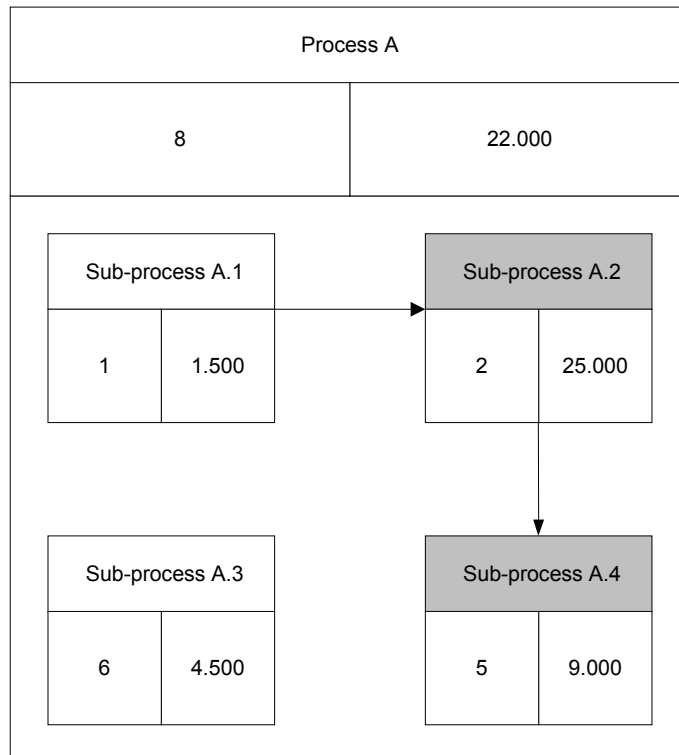 Process A
8 22.000
Sub-process A.1 Sub-process A.2
1 1.500 2 25.000
Sub-process A.3 Sub-process A.4
6 4.500 5 9.000